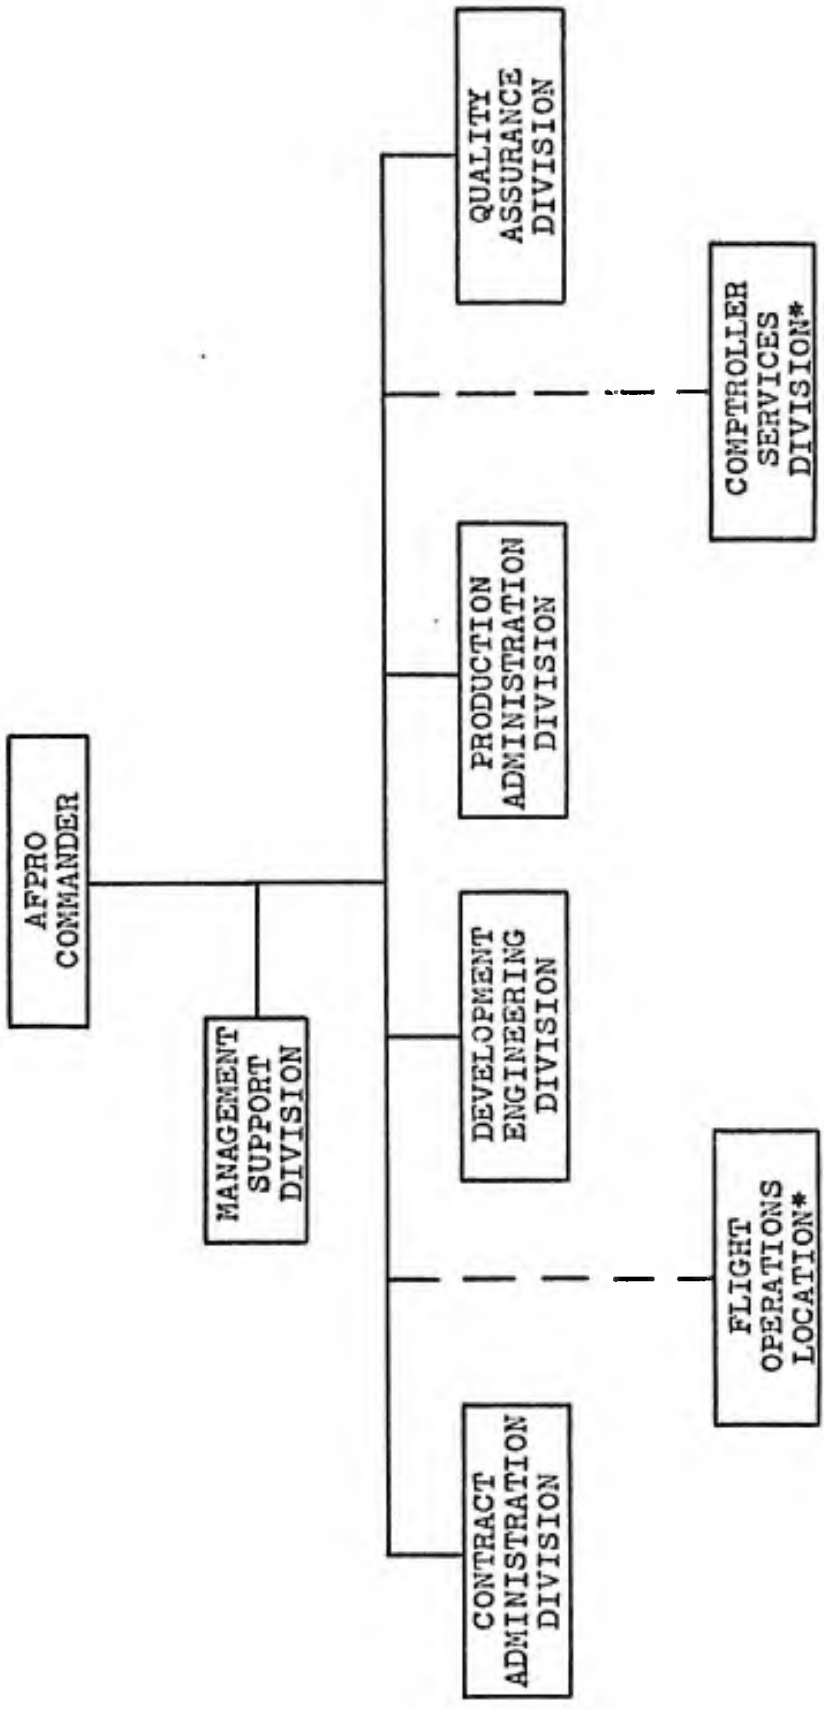 AFPRO
COMMANDER
MANAGEMENT
SUPPORT
DIVISION
CONTRACT
ADMINISTRATION
DIVISION
DEVELOPMENT
ENGINEERING
DIVISION
PRODUCTION
ADMINISTRATION
DIVISION
QUALITY
ASSURANCE
DIVISION
FLIGHT
OPERATIONS
LOCATION*
COMPTROLLER
SERVICES
DIVISION*